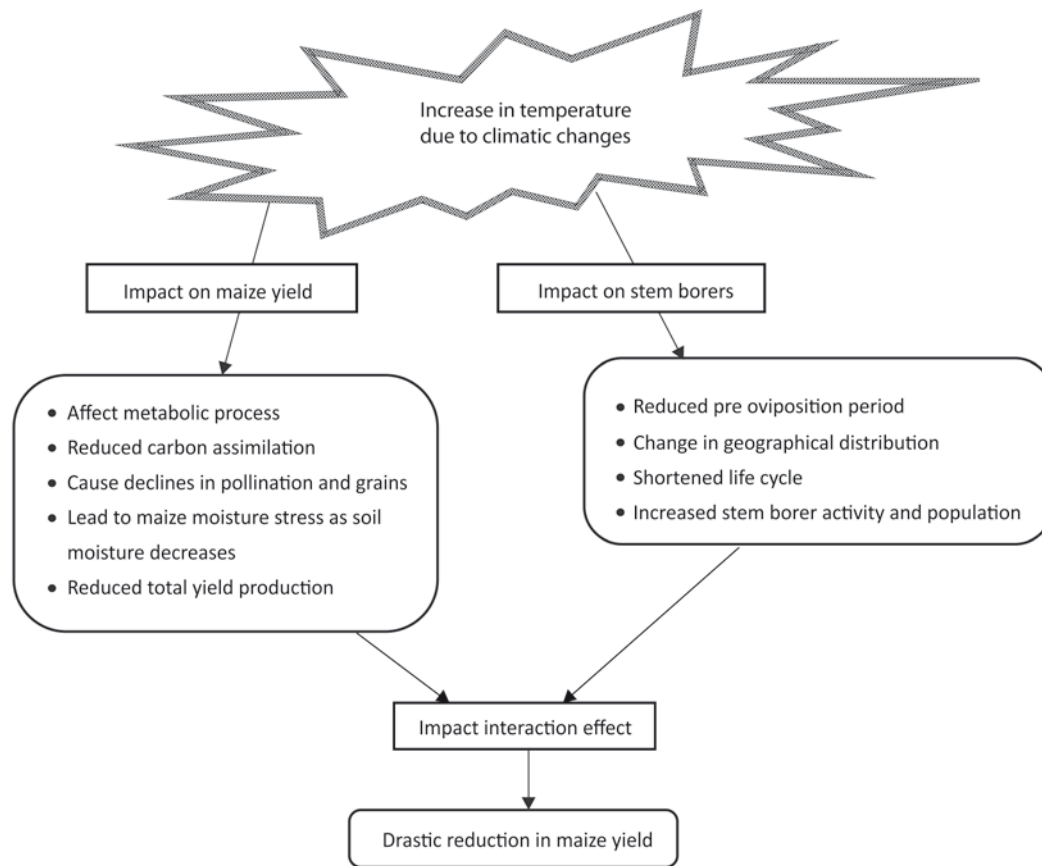 Increase in temperature
due to climatic changes
Impact on maize yield
Impact on stem borers
• Affect metabolic process
• Reduced carbon assimilation
• Cause declines in pollination and grains
• Lead to maize moisture stress as soil
moisture decreases
• Reduced total yield production
• Reduced pre oviposition period
• Change in geographical distribution
• Shortened life cycle
• Increased stem borer activity and population
Impact interaction effect
Drastic reduction in maize yield